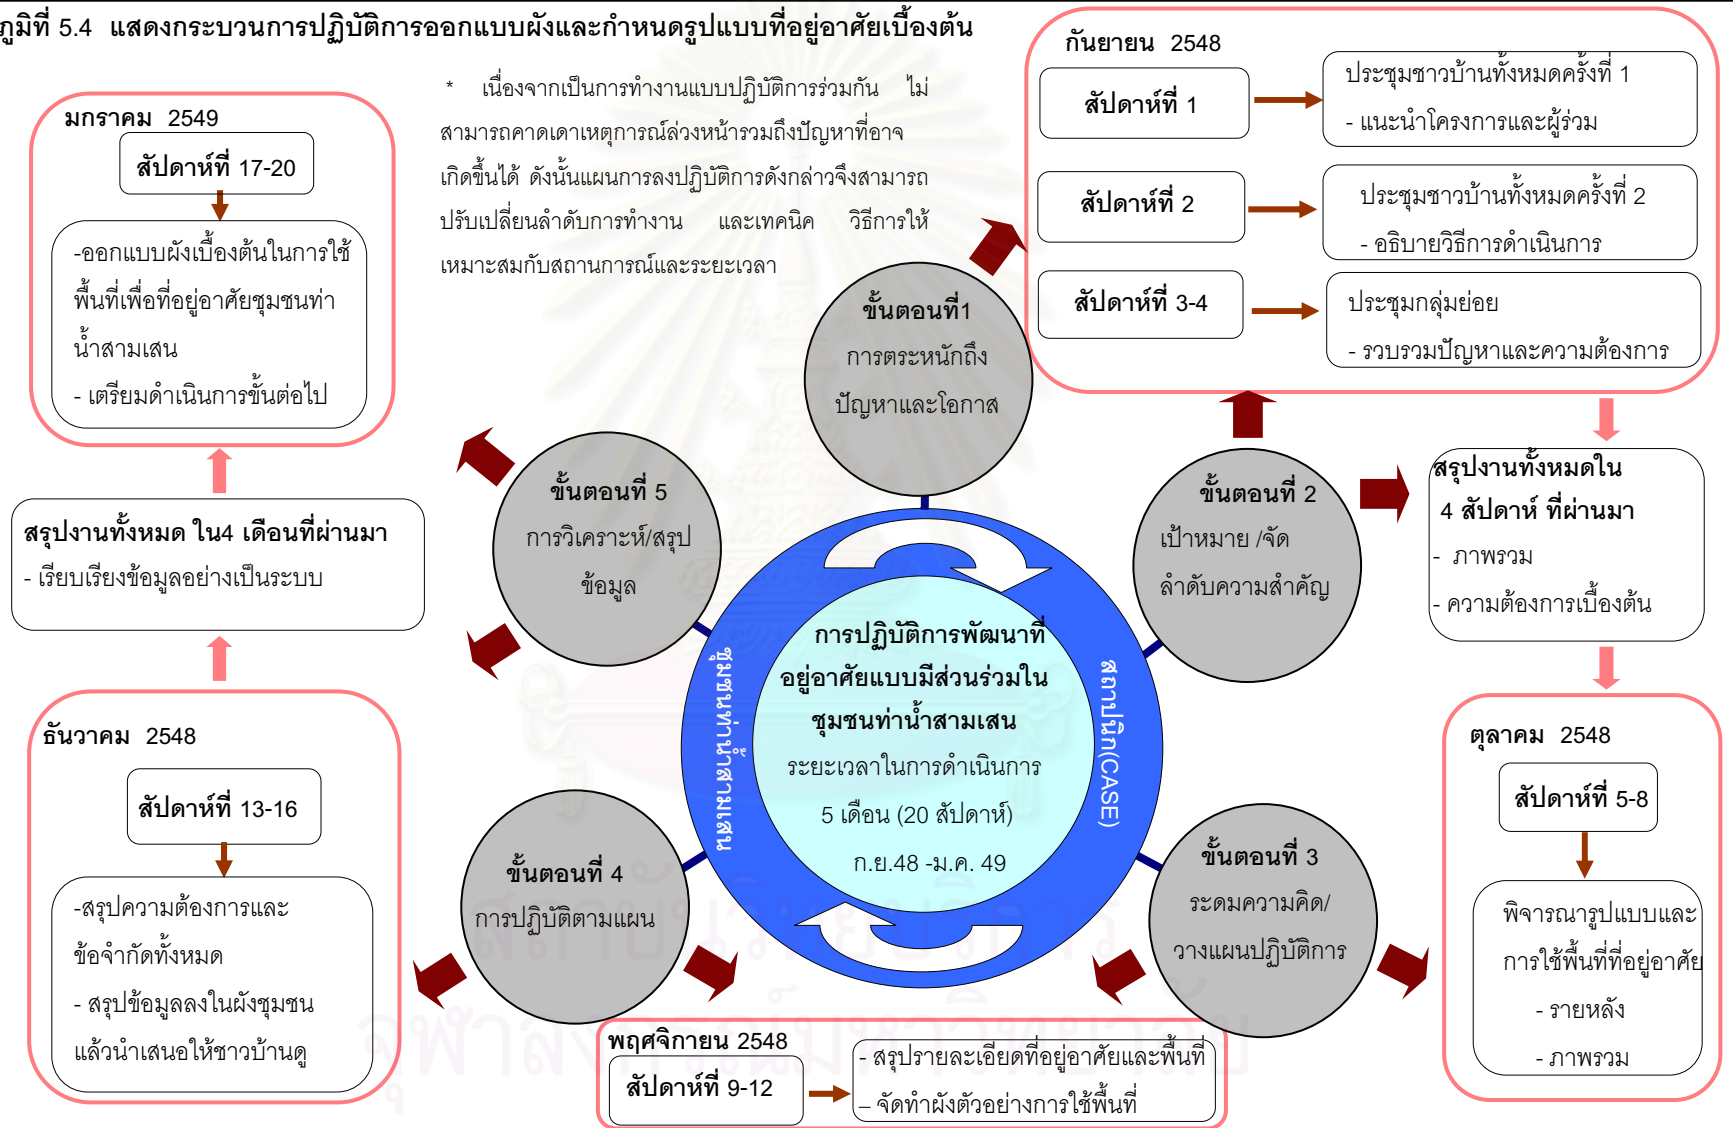 ภูมิที่ 5.4 แสดงกระบวนการปฏิบัติการออกแบบผังและกำหนดรูปแบบที่อยู่อาศัยเบื้องต้น
* เนื่องจากเป็นการทำงานแบบปฏิบัติการร่วมกัน ไม่
สามารถคาดเดาเหตุการณ์ล่วงหน้ารวมถึงปัญหาที่อาจ
เกิดขึ้นได้ ดังนั้นแผนการลงปฏิบัติการดังกล่าวจึงสามารถ
ปรับเปลี่ยนลำดับการทำงาน และเทคนิค วิธีการให้
เหมาะสมกับสถานการณ์และระยะเวลา
กันยายน 2548
สัปดาห์ที่ 1
ประชุมชาวบ้านทั้งหมดครั้งที่ 1
- แนะนำโครงการและผู้ร่วม
สัปดาห์ที่ 2
ประชุมชาวบ้านทั้งหมดครั้งที่ 2
- อธิบายวิธีการดำเนินการ
สัปดาห์ที่ 3-4
ประชุมกลุ่มย่อย
- รวบรวมปัญหาและความต้องการ
มกราคม 2549
สัปดาห์ที่ 17-20
-ออกแบบผังเบื้องต้นในการใช้
พื้นที่เพื่อที่อยู่อาศัยชุมชนท่า
น้ำสามเสน
- เตรียมดำเนินการขั้นต่อไป
ขั้นตอนที่1
การตระหนักถึง
ปัญหาและโอกาส
ขั้นตอนที่ 2
เป้าหมาย /จัด
ลำดับความสำคัญ
สรุปงานทั้งหมดใน
4 สัปดาห์ ที่ผ่านมา
- ภาพรวม
- ความต้องการเบื้องต้น
ขั้นตอนที่ 5
การวิเคราะห์/สรุป
ข้อมูล
สรุปงานทั้งหมด ใน4 เดือนที่ผ่านมา
- เรียบเรียงข้อมูลอย่างเป็นระบบ
การปฏิบัติการพัฒนาที่
อยู่อาศัยแบบมีส่วนร่วมใน
ชุมชนท่าน้ำสามเสน
ระยะเวลาในการดำเนินการ
5 เดือน (20 สัปดาห์)
ก.ย.48 -ม.ค. 49
ชุมชนท่าน้ำสามเสน
สถาปนิก(CASE)
ธันวาคม 2548
สัปดาห์ที่ 13-16
-สรุปความต้องการและ
ข้อจำกัดทั้งหมด
- สรุปข้อมูลลงในผังชุมชน
แล้วนำเสนอให้ชาวบ้านดู
ตุลาคม 2548
สัปดาห์ที่ 5-8
พิจารณารูปแบบและ
การใช้พื้นที่ที่อยู่อาศัย
- รายหลัง
- ภาพรวม
ขั้นตอนที่ 4
การปฏิบัติตามแผน
ขั้นตอนที่ 3
ระดมความคิด/
วางแผนปฏิบัติการ
พฤศจิกายน 2548
สัปดาห์ที่ 9-12
- สรุปรายละเอียดที่อยู่อาศัยและพื้นที่
– จัดทำผังตัวอย่างการใช้พื้นที่
สถาบันวิทยบริการ
จุฬาลงกรณ์มหาวิทยาลัย